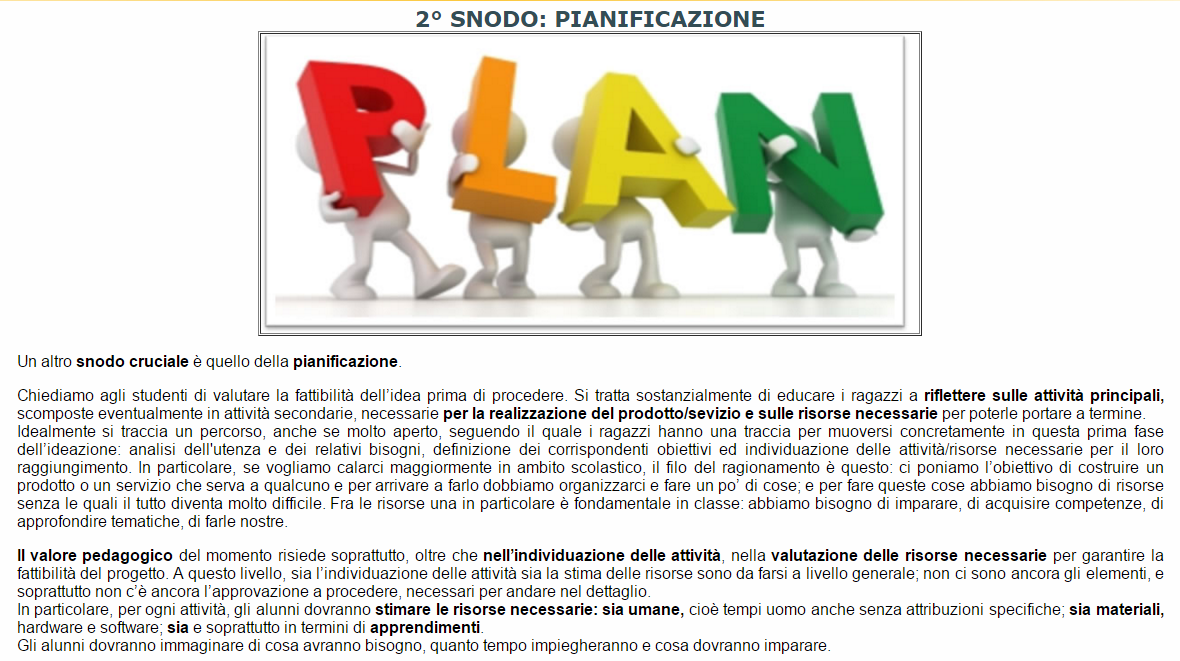 2° SNODO: PIANIFICAZIONE
PLAN
Un altro snodo cruciale è quello della pianificazione.
Chiediamo agli studenti di valutare la fattibilità dell’idea prima di procedere. Si tratta sostanzialmente di educare i ragazzi a riflettere sulle attività principali,
scomposte eventualmente in attività secondarie, necessarie per la realizzazione del prodotto/sevizio e sulle risorse necessarie per poterle portare a termine.
Idealmente si traccia un percorso, anche se molto aperto, seguendo il quale i ragazzi hanno una traccia per muoversi concretamente in questa prima fase
dell’ideazione: analisi dell'utenza e dei relativi bisogni, definizione dei corrispondenti obiettivi ed individuazione delle attività/risorse necessarie per il loro
raggiungimento. In particolare, se vogliamo calarci maggiormente in ambito scolastico, il filo del ragionamento è questo: ci poniamo l’obiettivo di costruire un
prodotto o un servizio che serva a qualcuno e per arrivare a farlo dobbiamo organizzarci e fare un po’ di cose; e per fare queste cose abbiamo bisogno di risorse
senza le quali il tutto diventa molto difficile. Fra le risorse una in particolare è fondamentale in classe: abbiamo bisogno di imparare, di acquisire competenze, di
approfondire tematiche, di farle nostre.
Il valore pedagogico del momento risiede soprattutto, oltre che nell’individuazione delle attività, nella valutazione delle risorse necessarie per garantire la
fattibilità del progetto. A questo livello, sia l’individuazione delle attività sia la stima delle risorse sono da farsi a livello generale; non ci sono ancora gli elementi, e
soprattutto non c’è ancora l’approvazione a procedere, necessari per andare nel dettaglio.
In particolare, per ogni attività, gli alunni dovranno stimare le risorse necessarie: sia umane, cioè tempi uomo anche senza attribuzioni specifiche; sia materiali,
hardware e software; sia e soprattutto in termini di apprendimenti.
Gli alunni dovranno immaginare di cosa avranno bisogno, quanto tempo impiegheranno e cosa dovranno imparare.